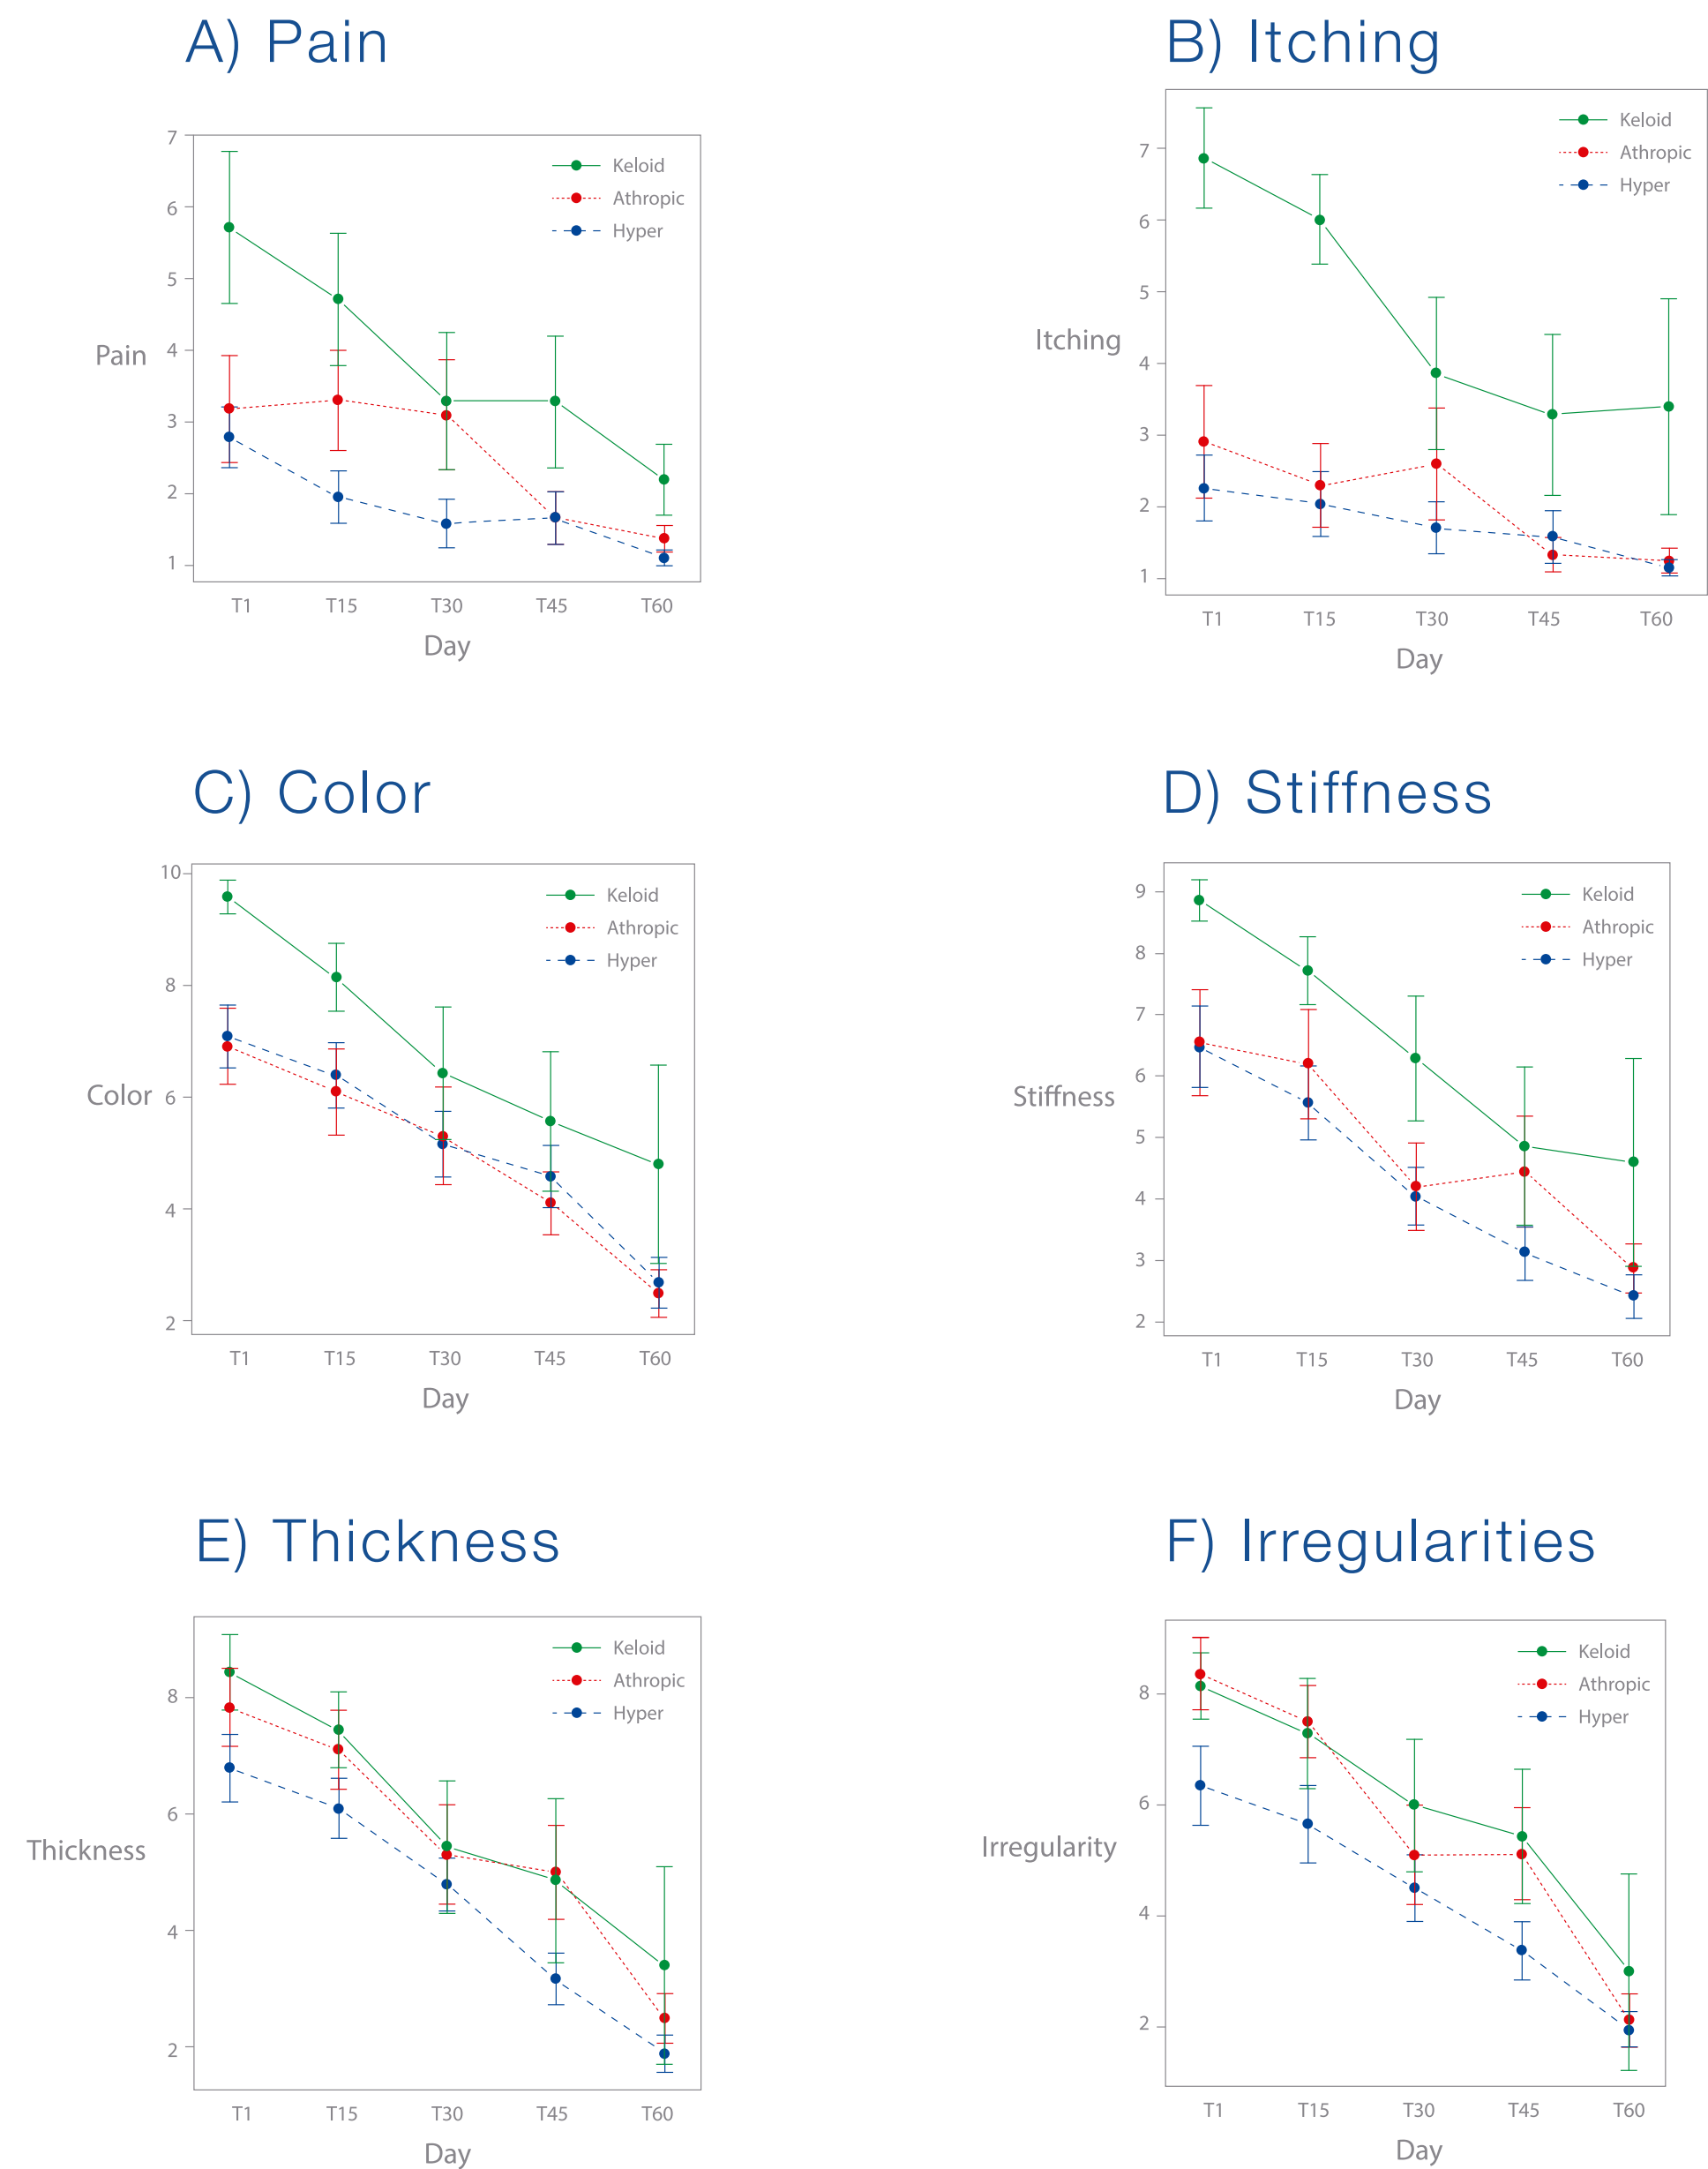 A) Pain
7
6
5
4
3
2
1
Pain
Keloid
Athropic
Hyper
T1 T15 T30 T45 T60
Day
B) Itching
7
6
5
4
3
2
1
Itching
Keloid
Athropic
Hyper
T1 T15 T30 T45 T60
Day
C) Color
10
8
6
4
2
Color
Keloid
Athropic
Hyper
T1 T15 T30 T45 T60
Day
D) Stiffness
9
8
7
6
5
4
3
2
Stiffness
Keloid
Athropic
Hyper
T1 T15 T30 T45 T60
Day
E) Thickness
8
6
4
2
Thickness
Keloid
Athropic
Hyper
T1 T15 T30 T45 T60
Day
F) Irregularities
8
6
4
2
Irregularity
Keloid
Athropic
Hyper
T1 T15 T30 T45 T60
Day